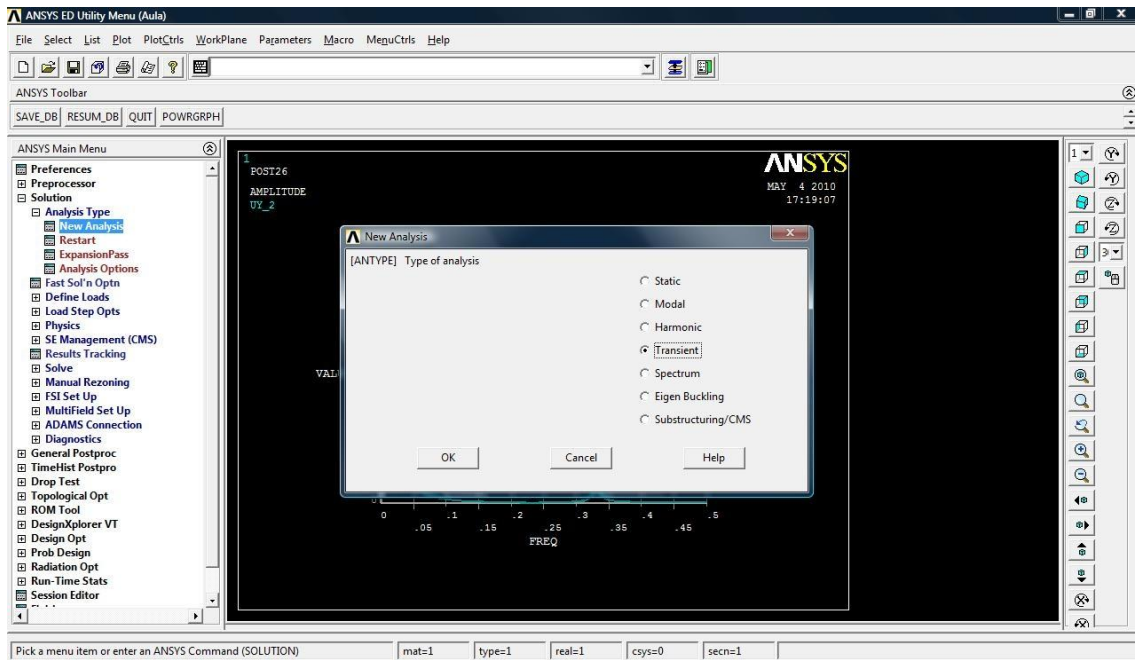 ANSYS ED Utility Menu (Aula)
File Select List Plot PlotCtrls WorkPlane Parameters Macro MenuCtrls Help
ANSYS Toolbar
SAVE_DB RESUM_DB QUIT POWRGRPH
ANSYS Main Menu
Preferences
Preprocessor
Solution
Analysis Type
New Analysis
Restart
ExpansionPass
Analysis Options
Fast Sol'n Optn
Define Loads
Load Step Opts
Physics
SE Management (CMS)
Results Tracking
Solve
Manual Rezoning
FSI Set Up
MultiField Set Up
ADAMS Connection
Diagnostics
General Postproc
TimeHist Postpro
Drop Test
Topological Opt
ROM Tool
DesignXplorer VT
Design Opt
Prob Design
Radiation Opt
Run-Time Stats
Session Editor
1
POST26
AMPLITUDE
UY_2
ANSYS
MAY 4 2010
17:19:07
New Analysis
[ANTYPE] Type of analysis
Static
Modal
Harmonic
Transient
Spectrum
Eigen Buckling
Substructuring/CMS
OK Cancel Help
VAL
0 .1 .2 .3 .4 .5
.05 .15 .25 .35 .45
FREQ
1
3
Pick a menu item or enter an ANSYS Command (SOLUTION) mat=1 type=1 real=1 csys=0 secn=1